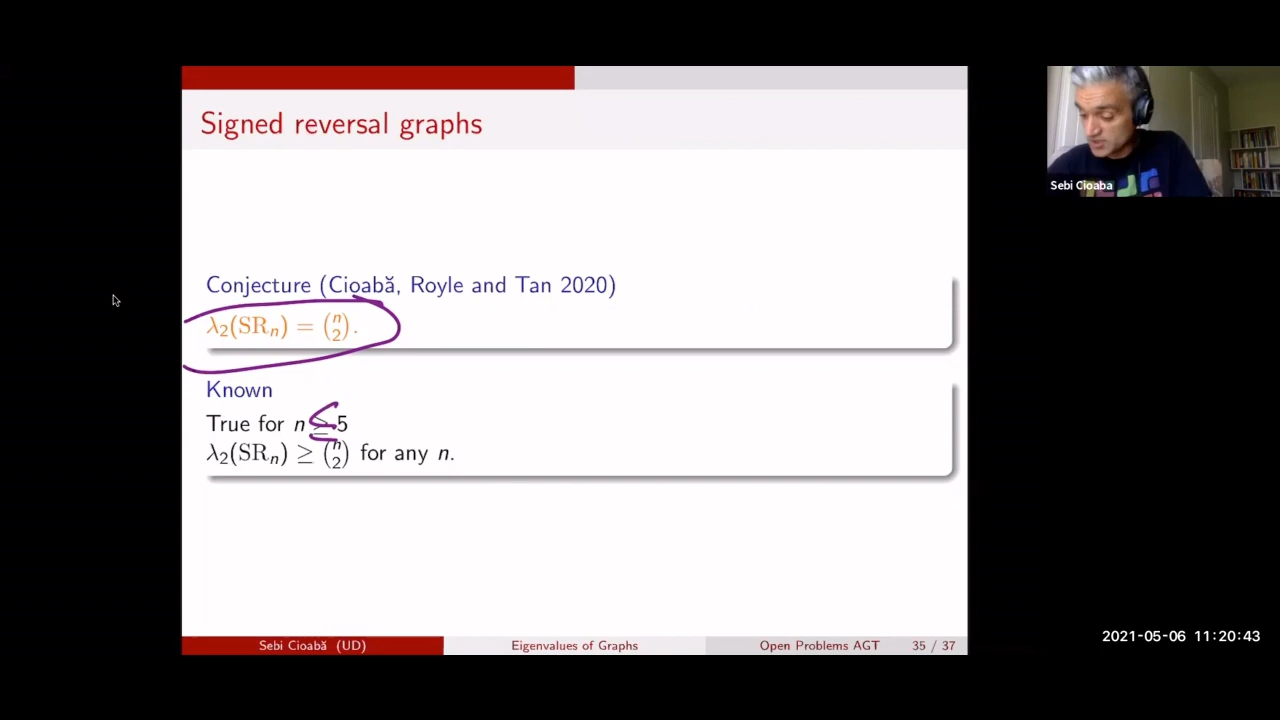 Signed reversal graphs
Sebi Cioaba
Conjecture (Cioabă, Royle and Tan 2020)
λ₂(SRₙ) = (n 2).
Known
True for n ≤ 5
λ₂(SRₙ) ≥ (n 2) for any n.
2021-05-06 11:20:43
Sebi Cioabă (UD) Eigenvalues of Graphs Open Problems AGT 35 / 37